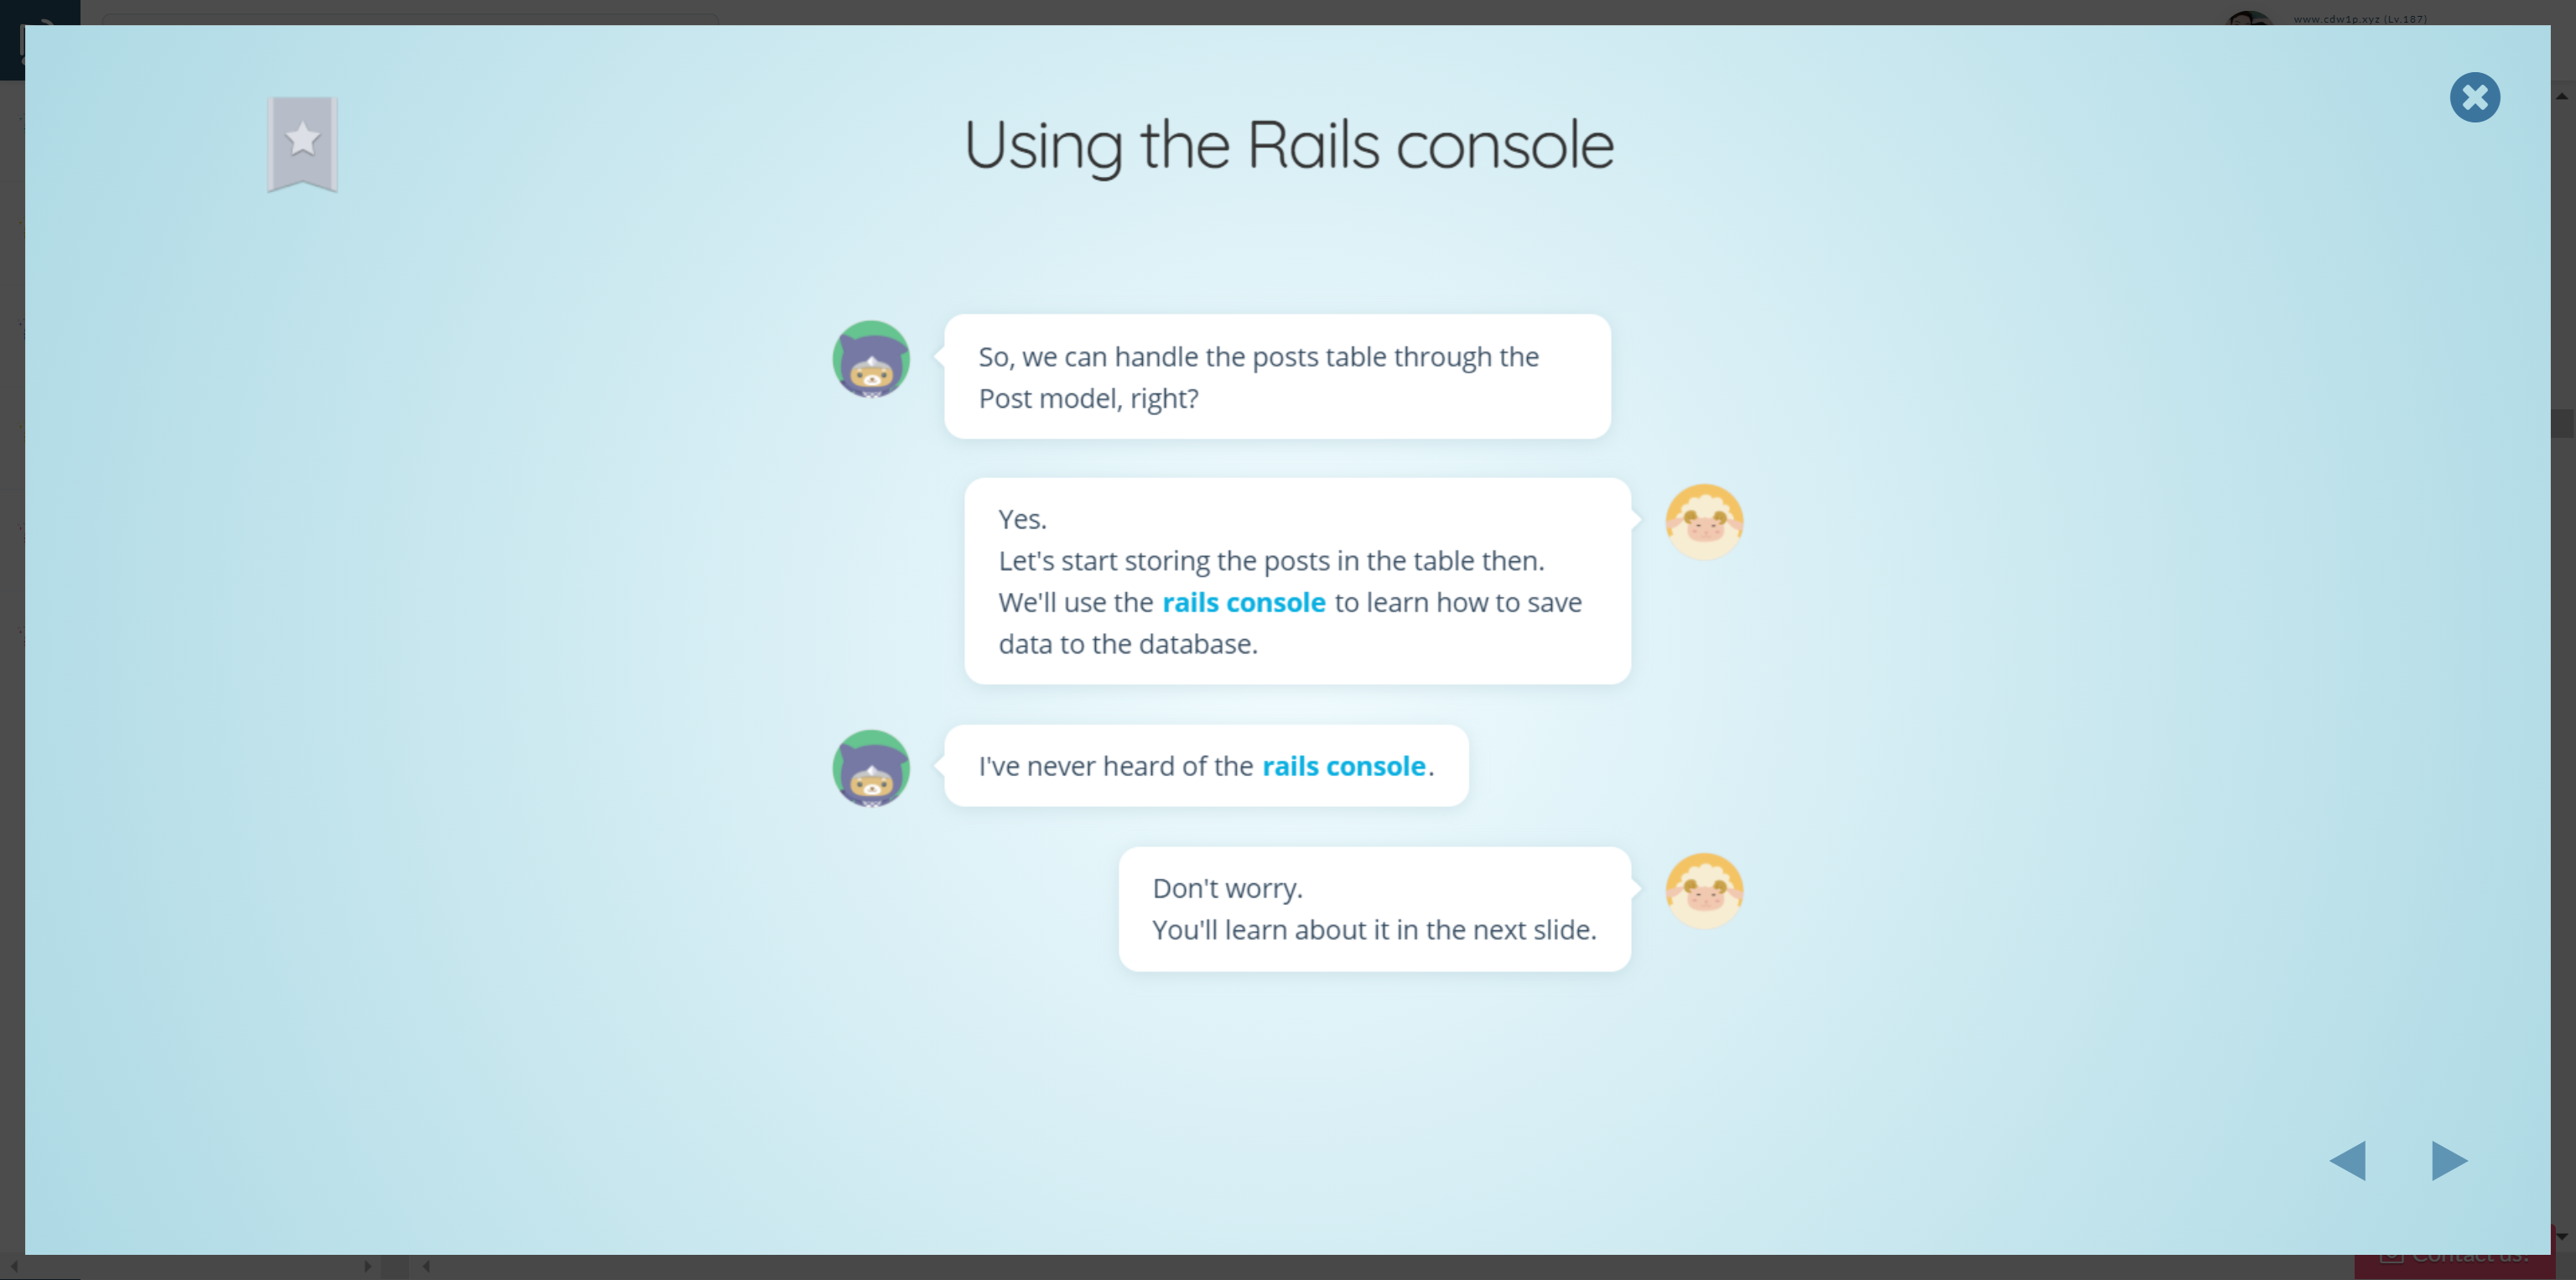 www.cdw1p.xyz (Lv.187)
Using the Rails console
So, we can handle the posts table through the
Post model, right?
Yes.
Let's start storing the posts in the table then.
We'll use the rails console to learn how to save
data to the database.
I've never heard of the rails console.
Don't worry.
You'll learn about it in the next slide.
Contact us!